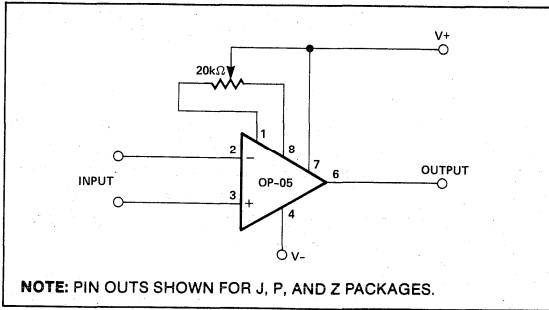 V+
20kΩ
1
8
2
−
7
6
OUTPUT
INPUT
OP-05
3
+
4
V−
NOTE: PIN OUTS SHOWN FOR J, P, AND Z PACKAGES.